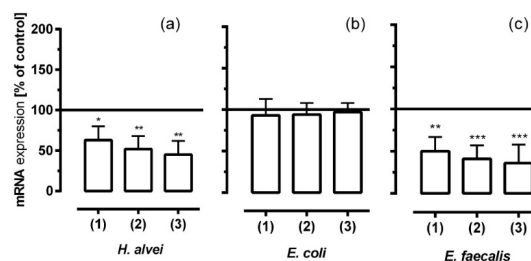 (a) (b) (c)
mRNA expression [% of control]
200
150
100
50
0
* ** **
** *** ***
(1) (2) (3) (1) (2) (3) (1) (2) (3)
H. alvei E. coli E. faecalis